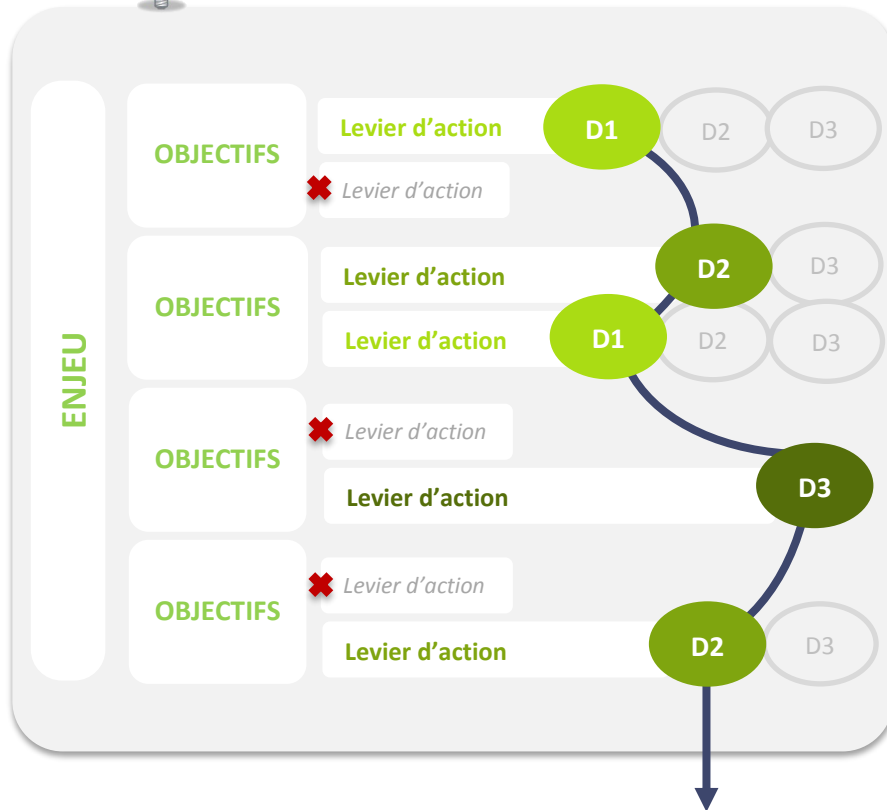 ENJEU
OBJECTIFS
Levier d’action
D1
D2
D3
Levier d’action
OBJECTIFS
Levier d’action
D2
D3
Levier d’action
D1
D2
D3
OBJECTIFS
Levier d’action
Levier d’action
D3
OBJECTIFS
Levier d’action
Levier d’action
D2
D3